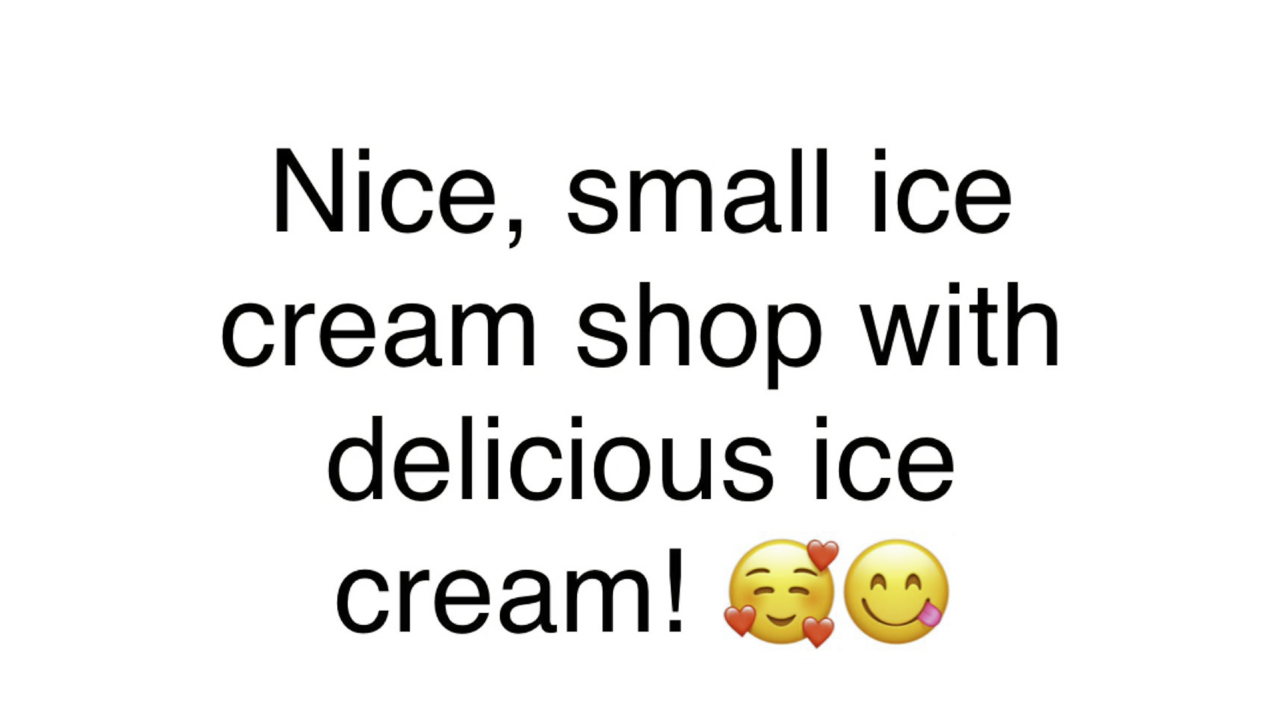 Nice, small ice
cream shop with
delicious ice
cream! 🥰😋